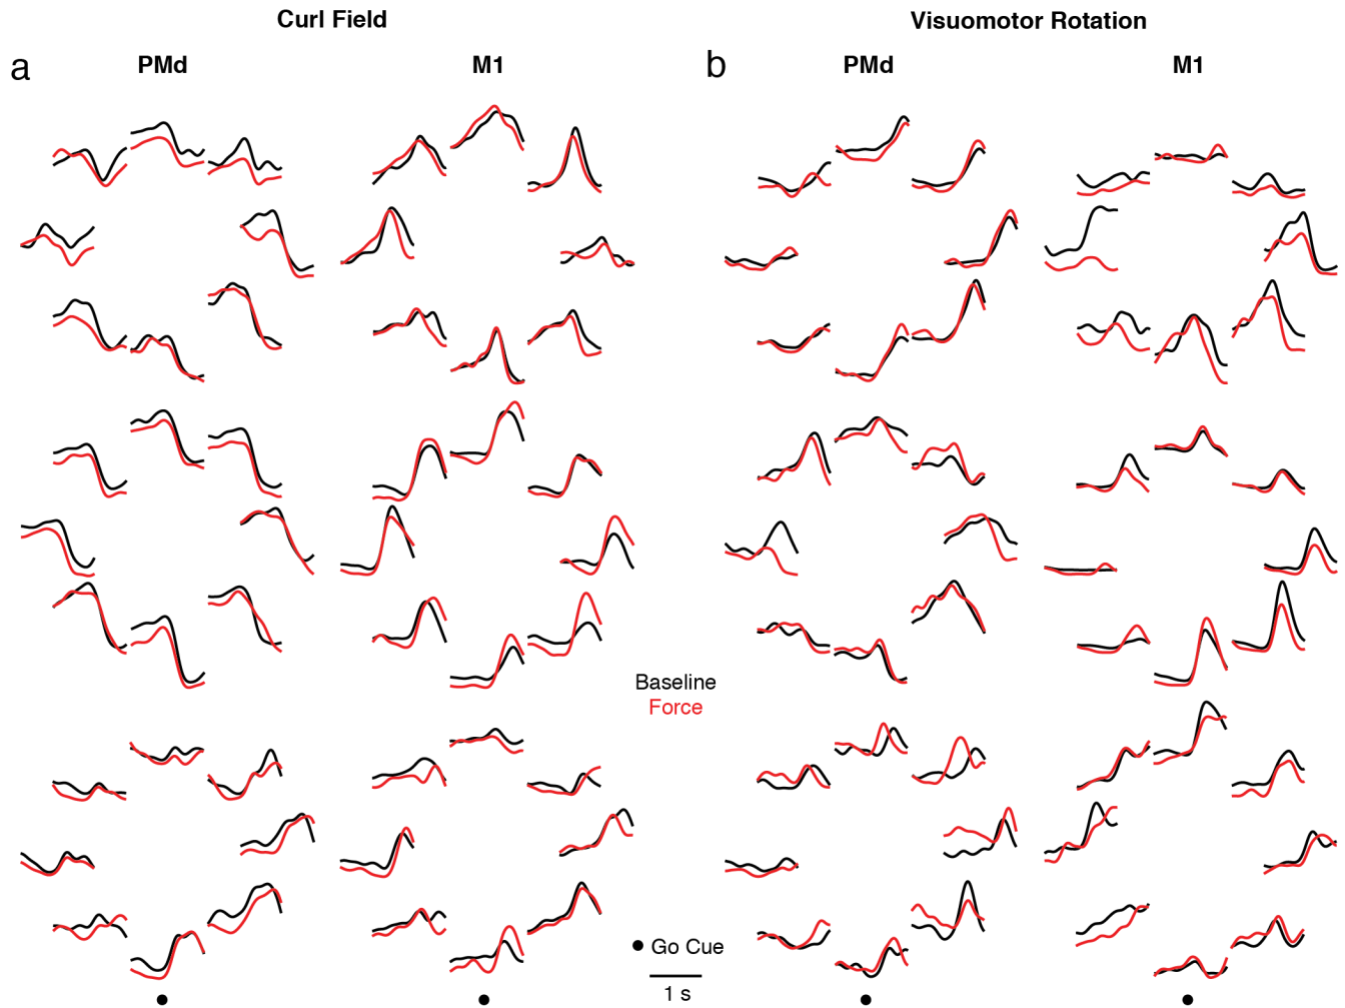 Curl Field
Visuomotor Rotation
a
PMd
M1
b
PMd
M1
Baseline
Force
Go Cue
1 s